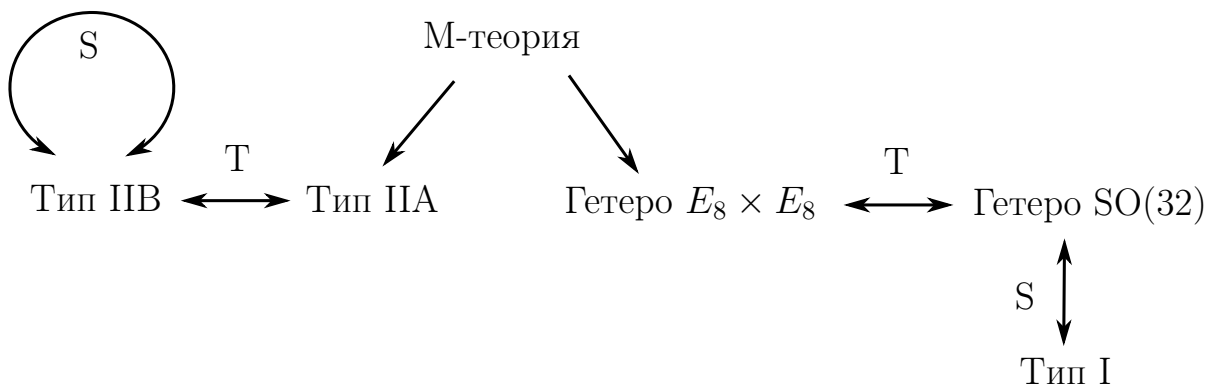 S
М-теория
T
T
Тип IIB
Тип IIA
Гетеро E₈ × E₈
Гетеро SO(32)
S
Тип I